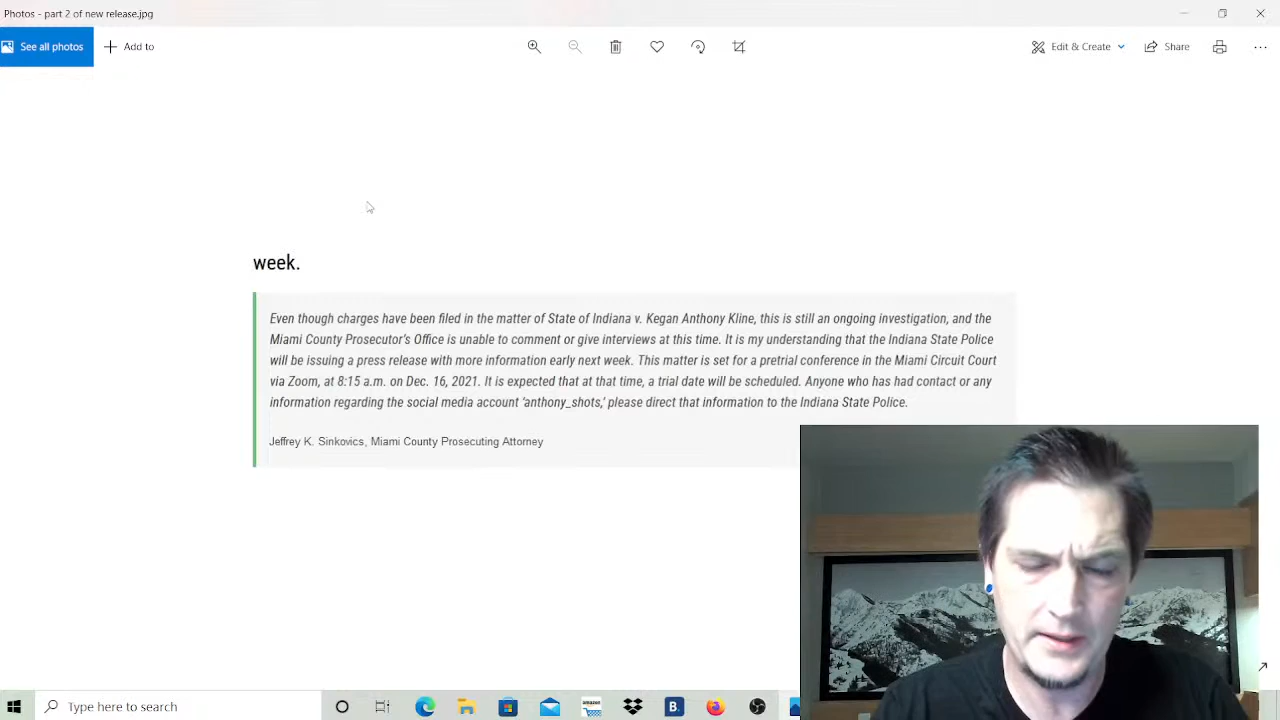 Photos - part 2 of new release.jpg
See all photos
Add to
Edit & Create
Share
week.
Even though charges have been filed in the matter of State of Indiana v. Kegan Anthony Kline, this is still an ongoing investigation, and the
Miami County Prosecutor's Office is unable to comment or give interviews at this time. It is my understanding that the Indiana State Police
will be issuing a press release with more information early next week. This matter is set for a pretrial conference in the Miami Circuit Court
via Zoom, at 8:15 a.m. on Dec. 16, 2021. It is expected that at that time, a trial date will be scheduled. Anyone who has had contact or any
information regarding the social media account ‘anthony_shots,’ please direct that information to the Indiana State Police.
Jeffrey K. Sinkovics, Miami County Prosecuting Attorney
Type here to search
amazon
B.